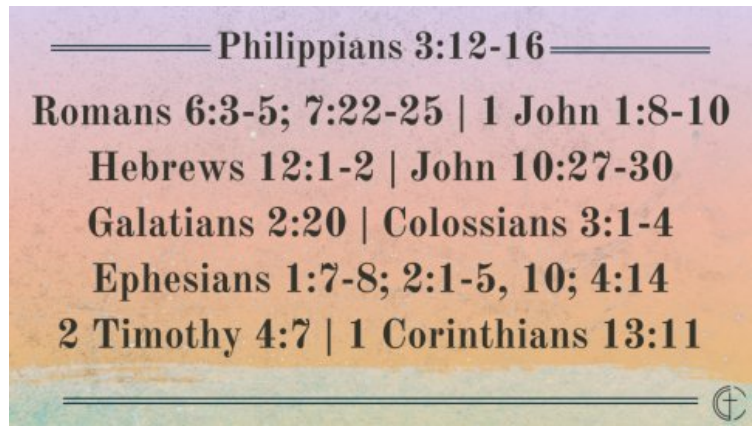 Philippians 3:12-16
Romans 6:3-5; 7:22-25 | 1 John 1:8-10
Hebrews 12:1-2 | John 10:27-30
Galatians 2:20 | Colossians 3:1-4
Ephesians 1:7-8; 2:1-5, 10; 4:14
2 Timothy 4:7 | 1 Corinthians 13:11